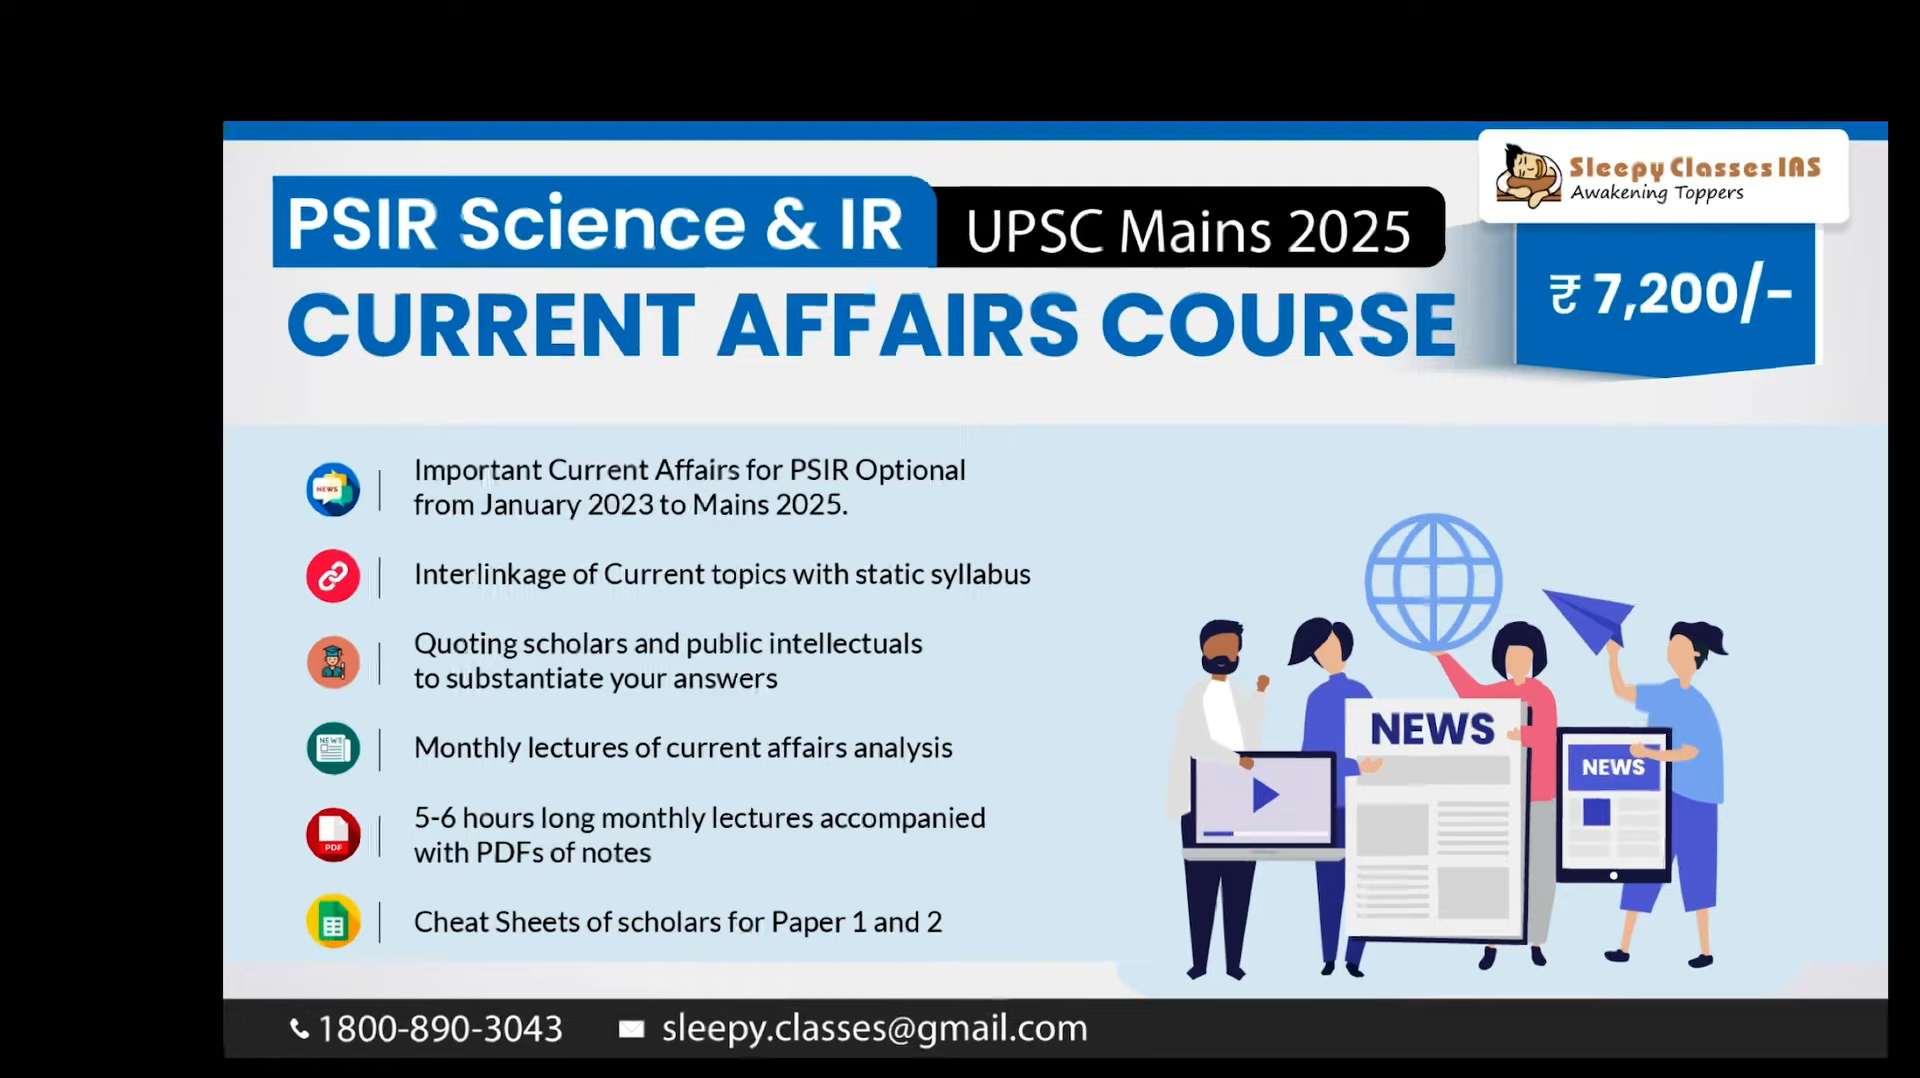 Sleepy Classes IAS
Awakening Toppers
PSIR Science & IR
UPSC Mains 2025
CURRENT AFFAIRS COURSE
₹ 7,200/-
NEWS
Important Current Affairs for PSIR Optional
from January 2023 to Mains 2025.
Interlinkage of Current topics with static syllabus
Quoting scholars and public intellectuals
to substantiate your answers
NEWS
Monthly lectures of current affairs analysis
PDF
5-6 hours long monthly lectures accompanied
with PDFs of notes
Cheat Sheets of scholars for Paper 1 and 2
NEWS
NEWS
1800-890-3043
sleepy.classes@gmail.com